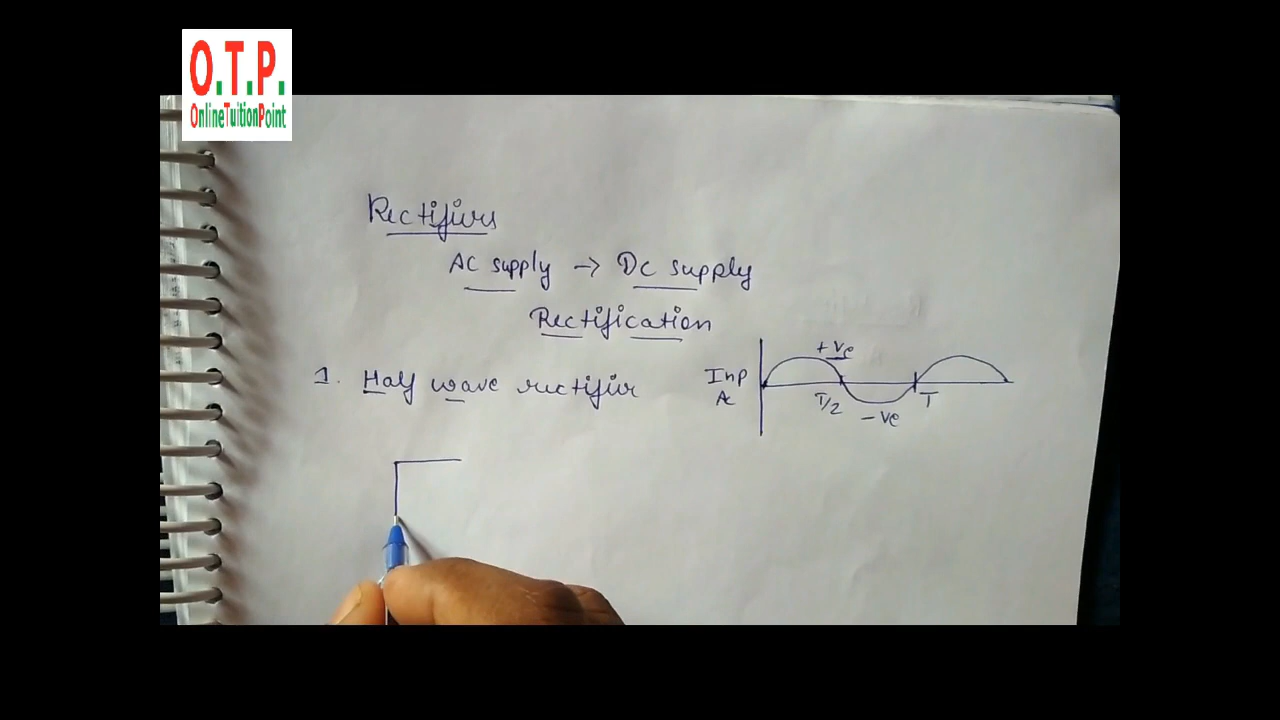 O.T.P.
OnlineTuitionPoint
Rectifiers
AC supply → DC supply
Rectification
1. Half wave rectifier
Inp
AC
+ve
T/2
-ve
T